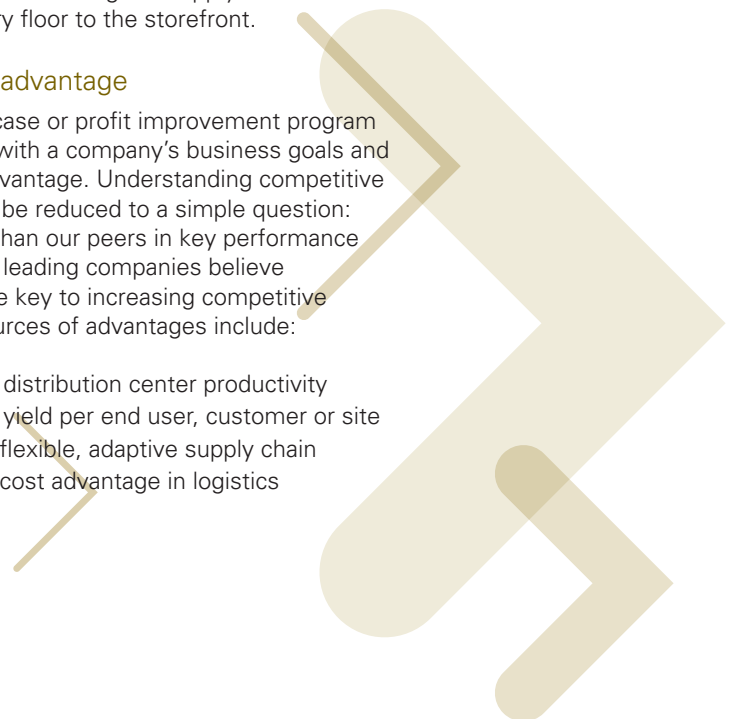 y floor to the storefront.
advantage
case or profit improvement program
with a company's business goals and
vantage. Understanding competitive
be reduced to a simple question:
han our peers in key performance
leading companies believe
e key to increasing competitive
urces of advantages include:
distribution center productivity
yield per end user, customer or site
flexible, adaptive supply chain
cost advantage in logistics